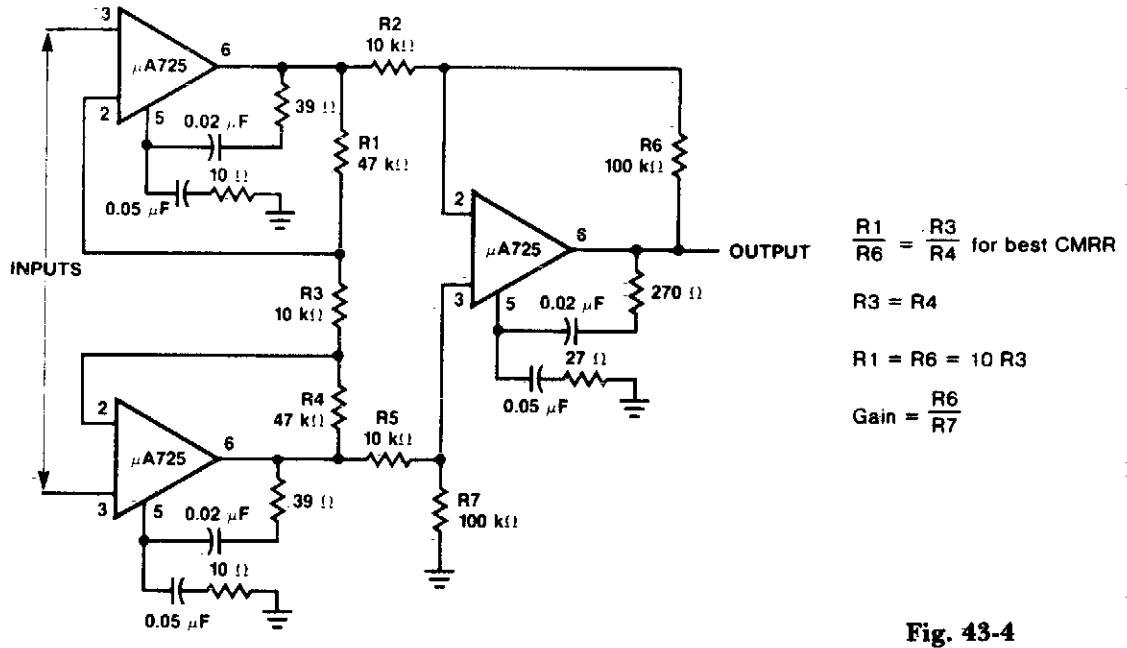 3
μA725
6
2
5
0.02 μF
39 Ω
10 Ω
0.05 μF
R1
47 kΩ
R2
10 kΩ
R6
100 kΩ
INPUTS
R3
10 kΩ
2
μA725
6
3
5
OUTPUT
0.02 μF
270 Ω
27 Ω
0.05 μF
R4
47 kΩ
R5
10 kΩ
2
μA725
6
3
5
0.02 μF
39 Ω
10 Ω
0.05 μF
R7
100 kΩ
R1/R6 = R3/R4 for best CMRR
R3 = R4
R1 = R6 = 10 R3
Gain = R6/R7
Fig. 43-4